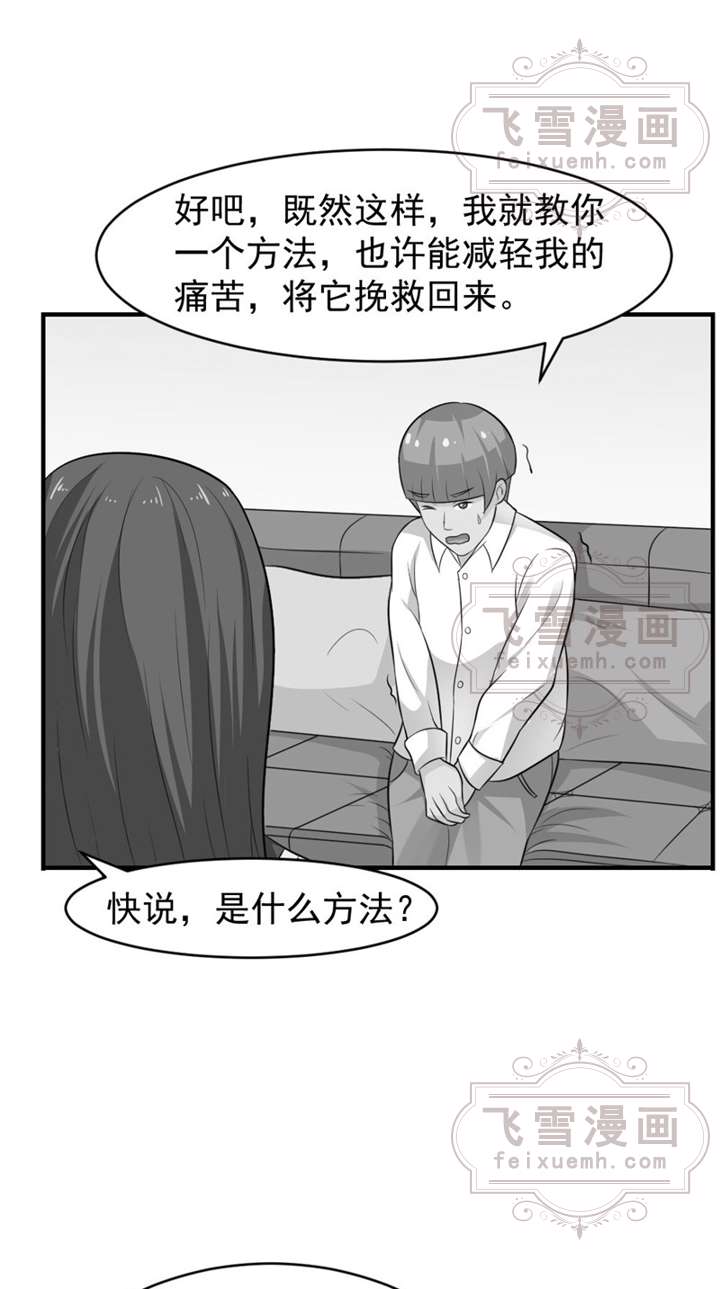 飞雪漫画
feixuemh.com
好吧，既然这样，我就教你
一个方法，也许能减轻我的
痛苦，将它挽救回来。
飞雪漫画
feixuemh.com
快说，是什么方法？
飞雪漫画
feixuemh.com